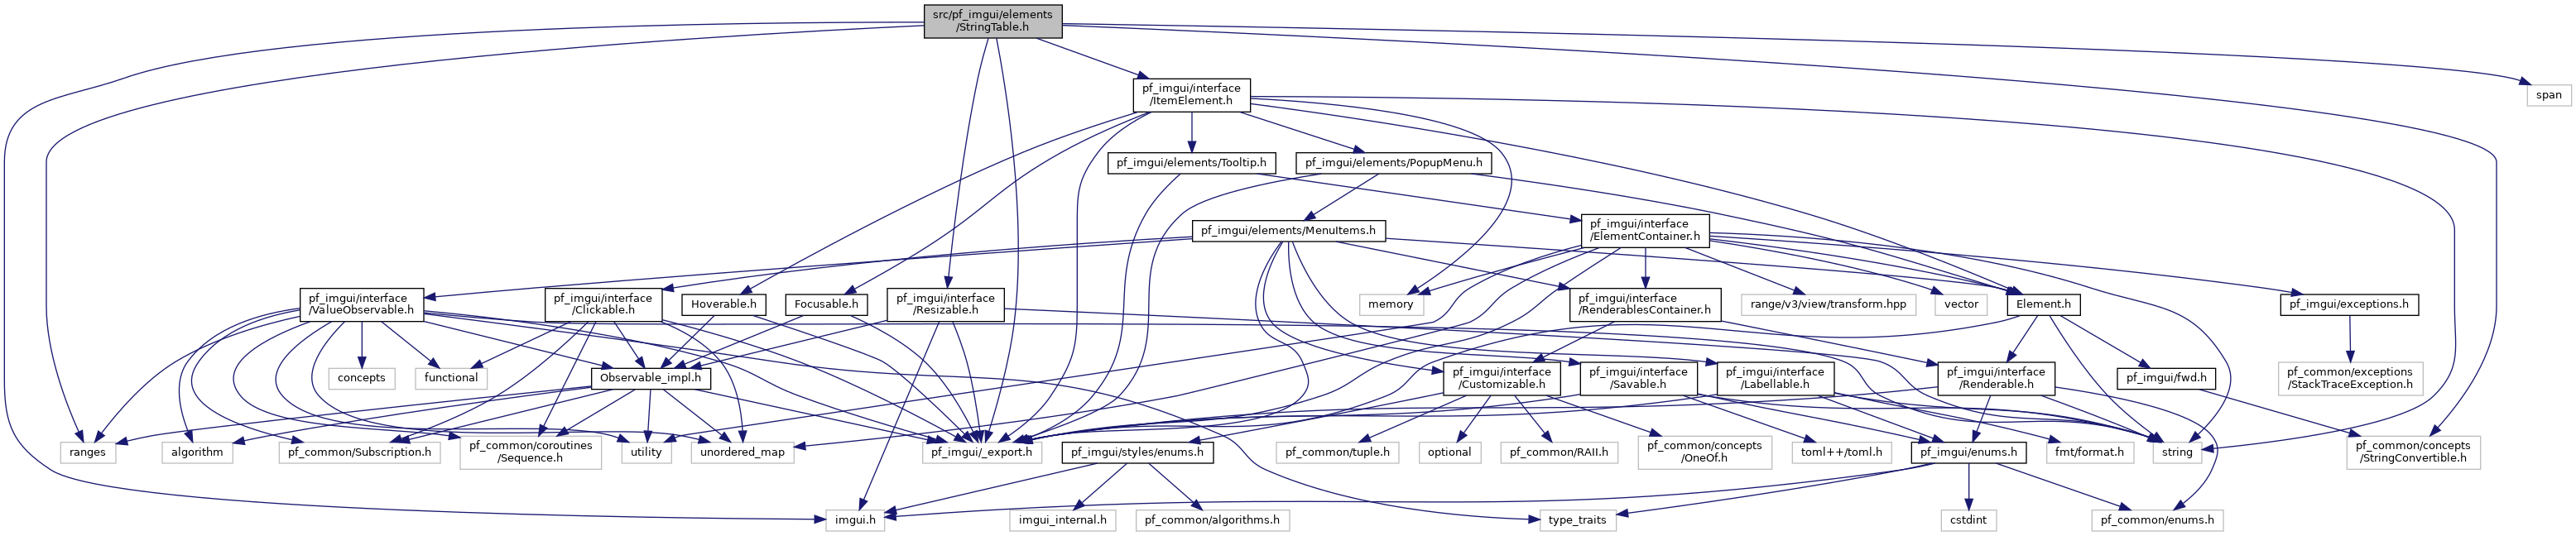 src/pf_imgui/elements
/StringTable.h
pf_imgui/interface
/ItemElement.h
span
pf_imgui/elements/Tooltip.h
pf_imgui/elements/PopupMenu.h
pf_imgui/elements/MenuItems.h
pf_imgui/interface
/ElementContainer.h
pf_imgui/interface
/ValueObservable.h
pf_imgui/interface
/Clickable.h
Hoverable.h
Focusable.h
pf_imgui/interface
/Resizable.h
memory
pf_imgui/interface
/RenderablesContainer.h
range/v3/view/transform.hpp
vector
Element.h
pf_imgui/exceptions.h
concepts
functional
Observable_impl.h
pf_imgui/interface
/Customizable.h
pf_imgui/interface
/Savable.h
pf_imgui/interface
/Labellable.h
pf_imgui/interface
/Renderable.h
pf_imgui/fwd.h
pf_common/exceptions
/StackTraceException.h
ranges
algorithm
pf_common/Subscription.h
pf_common/coroutines
/Sequence.h
utility
unordered_map
pf_imgui/_export.h
pf_imgui/styles/enums.h
pf_common/tuple.h
optional
pf_common/RAII.h
pf_common/concepts
/OneOf.h
toml++/toml.h
pf_imgui/enums.h
fmt/format.h
string
pf_common/concepts
/StringConvertible.h
imgui.h
imgui_internal.h
pf_common/algorithms.h
type_traits
cstdint
pf_common/enums.h